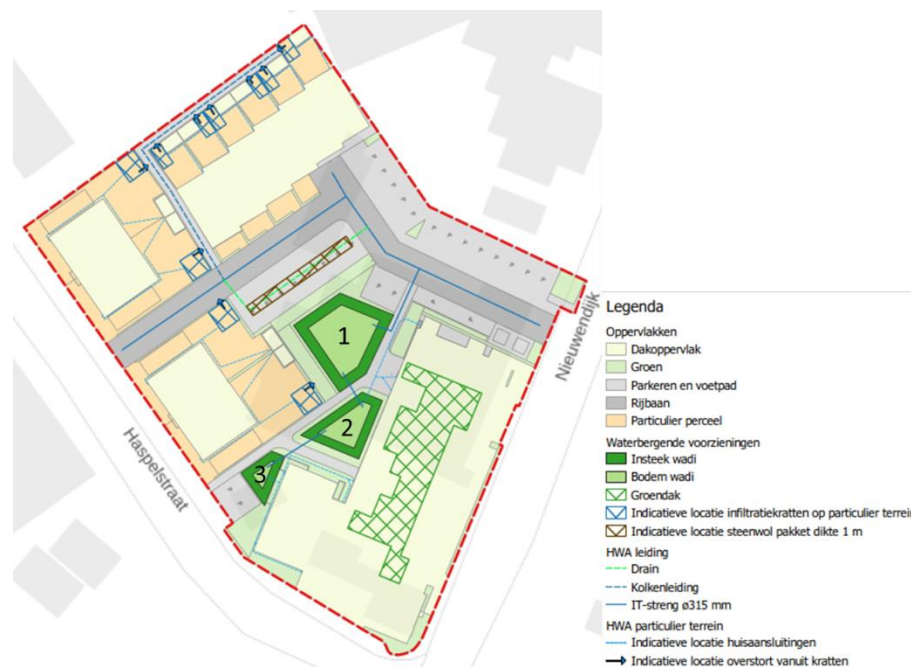 1
2
3
Haspelstraat
Nieuwendijk
Legenda
Oppervlakken
Dakoppervlak
Groen
Parkeren en voetpad
Rijbaan
Particulier perceel
Waterbergende voorzieningen
Insteek wadi
Bodem wadi
Groendak
Indicatieve locatie infiltratiekratten op particulier terrein
Indicatieve locatie steenwol pakket dikte 1 m
HWA leiding
Drain
Kolkenleiding
IT-streng ø315 mm
HWA particulier terrein
Indicatieve locatie huisaansluitingen
Indicatieve locatie overstort vanuit kratten